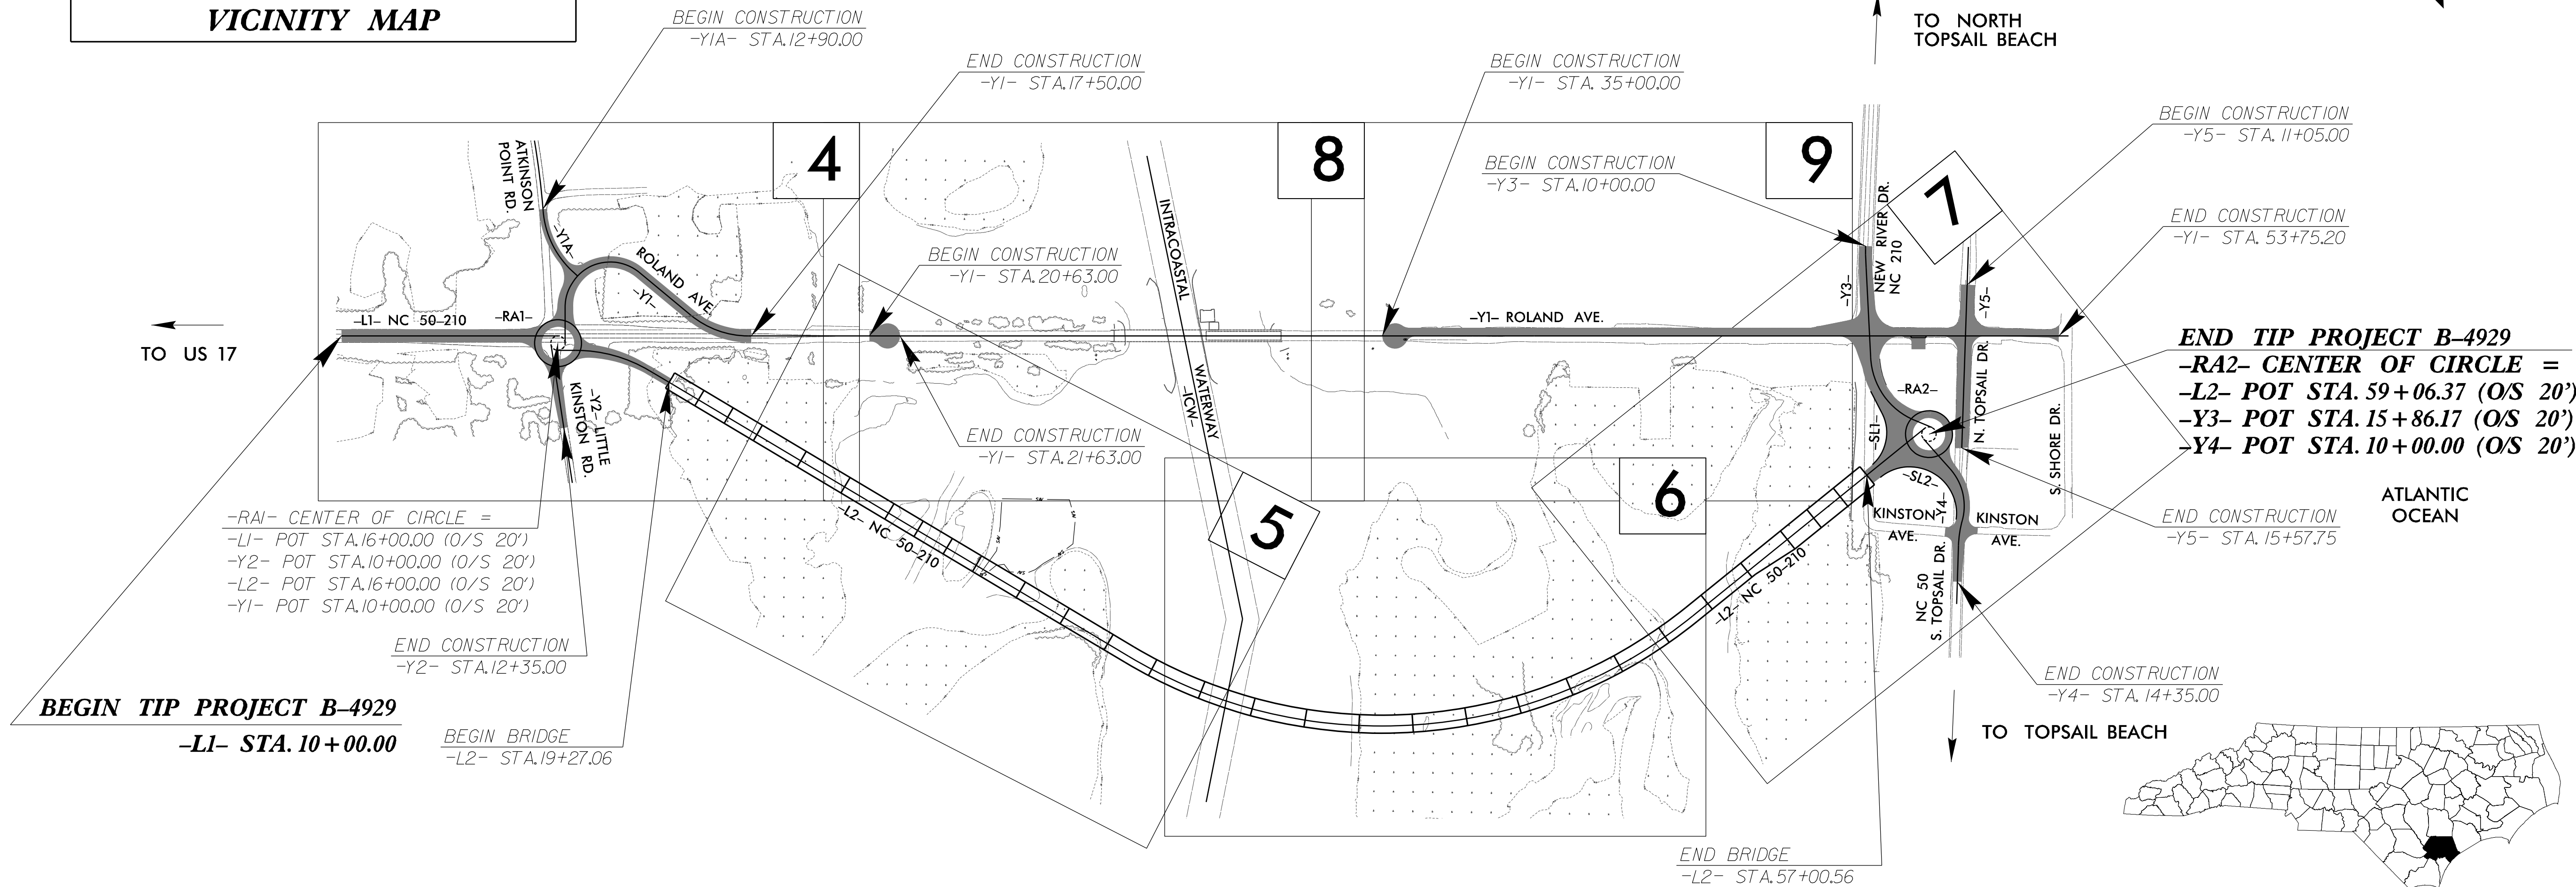 VICINITY MAP
BEGIN CONSTRUCTION
-Y1A- STA.12+90.00
END CONSTRUCTION
-Y1- STA.17+50.00
BEGIN CONSTRUCTION
-Y1- STA.35+00.00
TO NORTH
TOPSAIL BEACH
BEGIN CONSTRUCTION
-Y5- STA.11+05.00
4
8
9
7
BEGIN CONSTRUCTION
-Y3- STA.10+00.00
END CONSTRUCTION
-Y1- STA.53+75.20
ATKINSON
POINT RD.
-Y1A-
ROLAND AVE.
-Y1-
BEGIN CONSTRUCTION
-Y1- STA.20+63.00
INTRACOASTAL
WATERWAY
-ICW-
-Y3-
NEW RIVER DR.
NC 210
-Y5-
-L1- NC 50-210
-RA1-
-Y1- ROLAND AVE.
TO US 17
END TIP PROJECT B-4929
-RA2- CENTER OF CIRCLE =
-L2- POT STA.59+06.37 (O/S 20')
-Y3- POT STA.15+86.17 (O/S 20')
-Y4- POT STA.10+00.00 (O/S 20')
-Y2- LITTLE
KINSTON RD.
END CONSTRUCTION
-Y1- STA.21+63.00
-RA2-
-SL1-
-SL2-
-Y4-
N. TOPSAIL DR.
S. SHORE DR.
ATLANTIC
OCEAN
6
5
-L2- NC 50-210
-L2- NC 50-210
KINSTON
AVE.
KINSTON
AVE.
END CONSTRUCTION
-Y5- STA.15+57.75
-RA1- CENTER OF CIRCLE =
-L1- POT STA.16+00.00 (O/S 20')
-Y2- POT STA.10+00.00 (O/S 20')
-L2- POT STA.16+00.00 (O/S 20')
-Y1- POT STA.10+00.00 (O/S 20')
NC 50
S. TOPSAIL DR.
END CONSTRUCTION
-Y2- STA.12+35.00
END CONSTRUCTION
-Y4- STA.14+35.00
BEGIN TIP PROJECT B-4929
-L1- STA.10+00.00
BEGIN BRIDGE
-L2- STA.19+27.06
TO TOPSAIL BEACH
END BRIDGE
-L2- STA.57+00.56